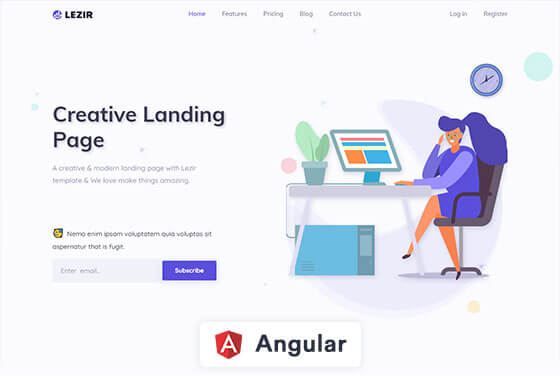 LEZIR
Home Features Pricing Blog Contact Us
Log in Register
Creative Landing
Page
A creative & modern landing page with Lezir
template & We love make things amazing.
Nemo enim ipsam voluptatem quia voluptas sit
aspernatur that is fugit.
Enter email...
Subscribe
Angular